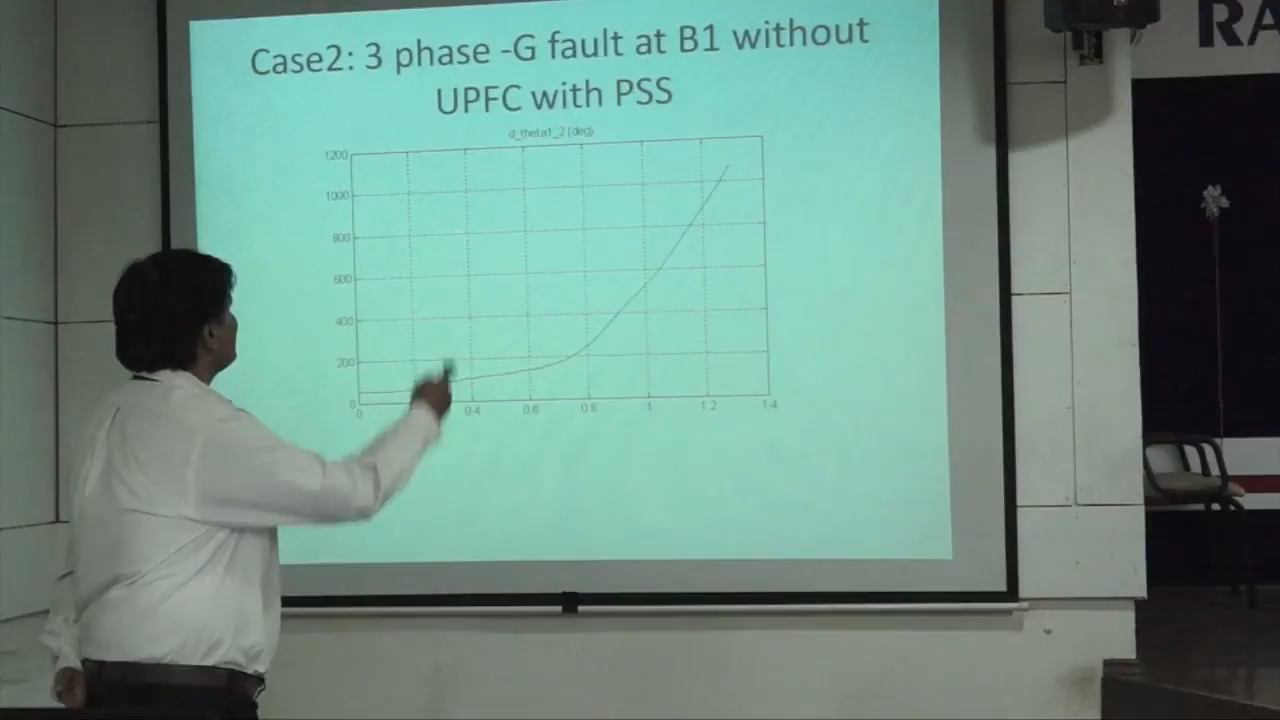 RA
Case2: 3 phase -G fault at B1 without
UPFC with PSS
d_theta1_2 (deg)
1200
1000
800
600
400
200
0
0 0.4 0.6 0.8 1 1.2 1.4